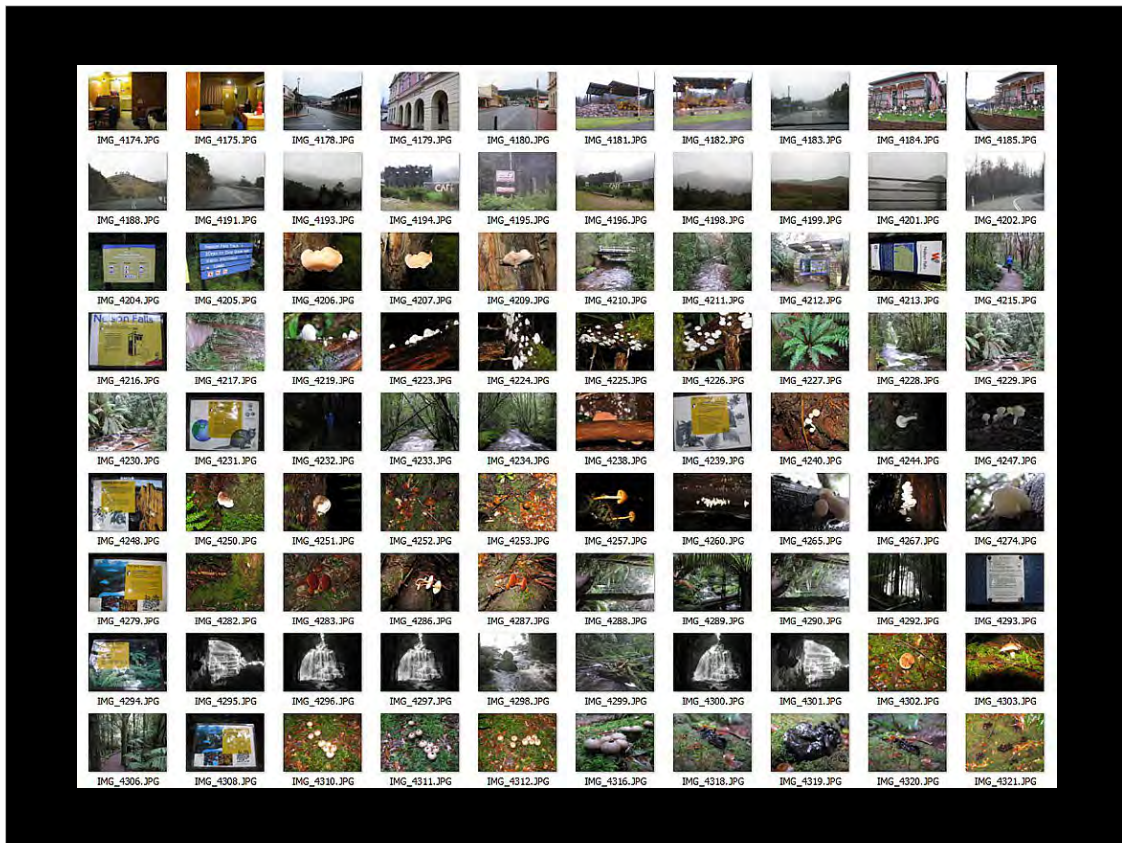 IMG_4174.JPG IMG_4175.JPG IMG_4178.JPG IMG_4179.JPG IMG_4180.JPG IMG_4181.JPG IMG_4182.JPG IMG_4183.JPG IMG_4184.JPG IMG_4185.JPG
CAFE
IMG_4188.JPG IMG_4191.JPG IMG_4193.JPG IMG_4194.JPG IMG_4195.JPG IMG_4196.JPG IMG_4198.JPG IMG_4199.JPG IMG_4201.JPG IMG_4202.JPG
IMG_4204.JPG IMG_4205.JPG IMG_4206.JPG IMG_4207.JPG IMG_4209.JPG IMG_4210.JPG IMG_4211.JPG IMG_4212.JPG IMG_4213.JPG IMG_4215.JPG
Nelson Falls
IMG_4216.JPG IMG_4217.JPG IMG_4219.JPG IMG_4223.JPG IMG_4224.JPG IMG_4225.JPG IMG_4226.JPG IMG_4227.JPG IMG_4228.JPG IMG_4229.JPG
IMG_4230.JPG IMG_4231.JPG IMG_4232.JPG IMG_4233.JPG IMG_4234.JPG IMG_4238.JPG IMG_4239.JPG IMG_4240.JPG IMG_4244.JPG IMG_4247.JPG
IMG_4248.JPG IMG_4250.JPG IMG_4251.JPG IMG_4252.JPG IMG_4253.JPG IMG_4257.JPG IMG_4260.JPG IMG_4265.JPG IMG_4267.JPG IMG_4274.JPG
IMG_4279.JPG IMG_4282.JPG IMG_4283.JPG IMG_4286.JPG IMG_4287.JPG IMG_4288.JPG IMG_4289.JPG IMG_4290.JPG IMG_4292.JPG IMG_4293.JPG
IMG_4294.JPG IMG_4295.JPG IMG_4296.JPG IMG_4297.JPG IMG_4298.JPG IMG_4299.JPG IMG_4300.JPG IMG_4301.JPG IMG_4302.JPG IMG_4303.JPG
IMG_4306.JPG IMG_4308.JPG IMG_4310.JPG IMG_4311.JPG IMG_4312.JPG IMG_4316.JPG IMG_4318.JPG IMG_4319.JPG IMG_4320.JPG IMG_4321.JPG